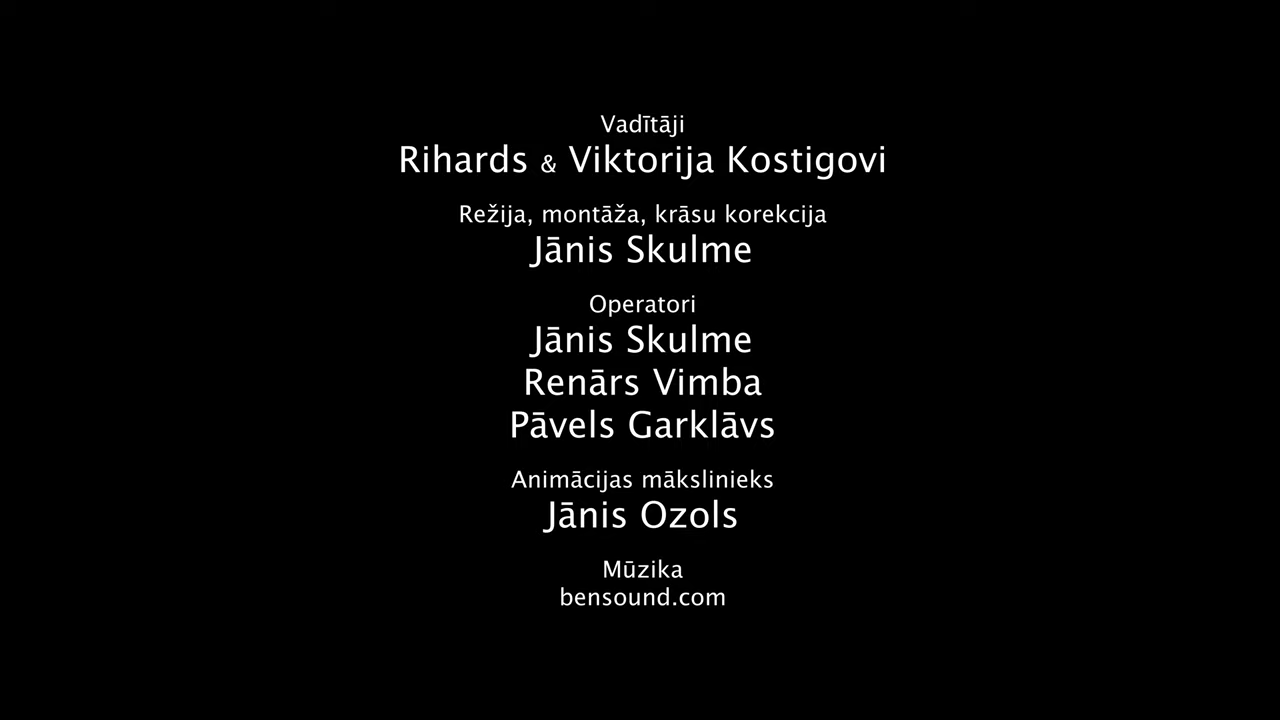 Vadītāji
Rihards & Viktorija Kostigovi
Režija, montāža, krāsu korekcija
Jānis Skulme
Operatori
Jānis Skulme
Renārs Vimba
Pāvels Garklāvs
Animācijas mākslinieks
Jānis Ozols
Mūzika
bensound.com